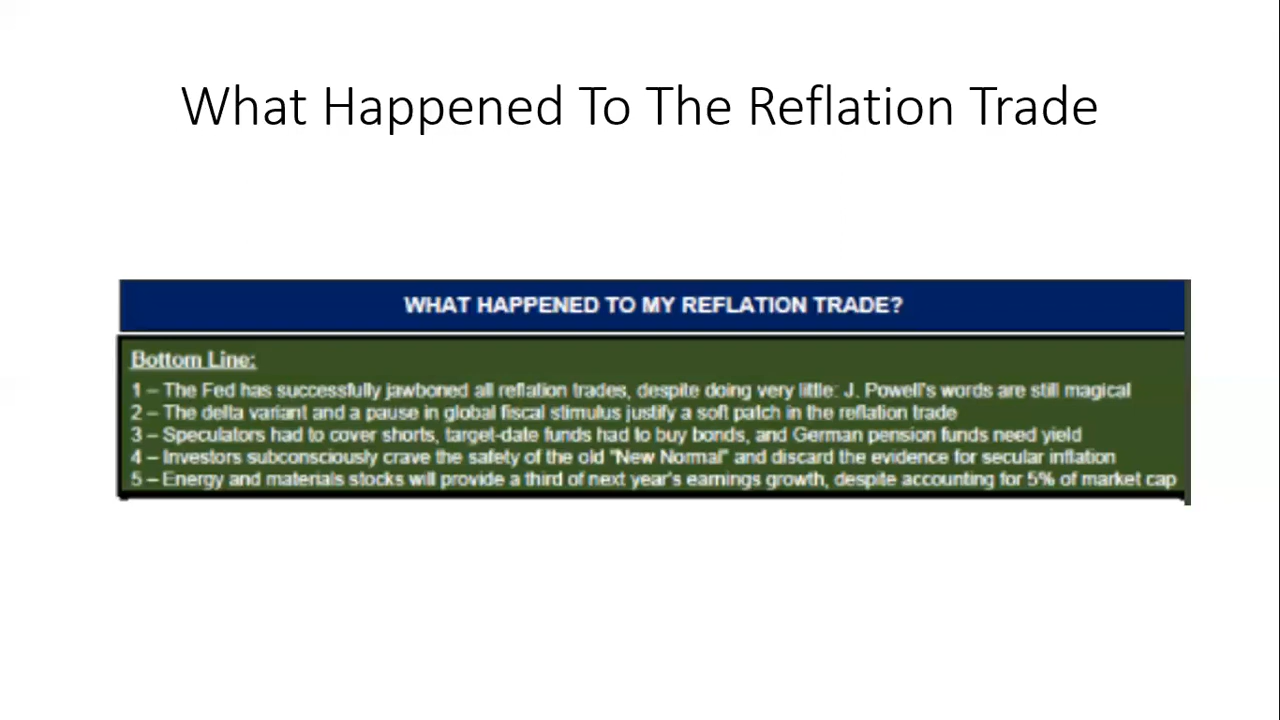 What Happened To The Reflation Trade
WHAT HAPPENED TO MY REFLATION TRADE?
Bottom Line:
1 – The Fed has successfully jawboned all reflation trades, despite doing very little: J. Powell's words are still magical
2 – The delta variant and a pause in global fiscal stimulus justify a soft patch in the reflation trade
3 – Speculators had to cover shorts, target-date funds had to buy bonds, and German pension funds need yield
4 – Investors subconsciously crave the safety of the old "New Normal" and discard the evidence for secular inflation
5 – Energy and materials stocks will provide a third of next year's earnings growth, despite accounting for 5% of market cap